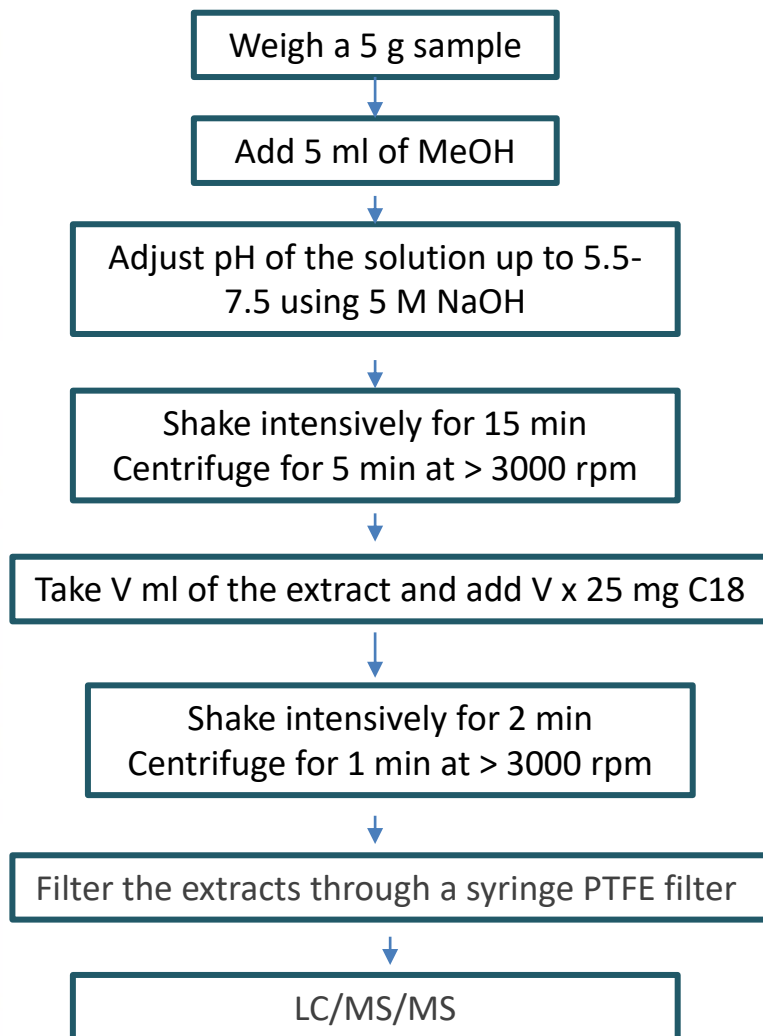 Weigh a 5 g sample
Add 5 ml of MeOH
Adjust pH of the solution up to 5.5-
7.5 using 5 M NaOH
Shake intensively for 15 min
Centrifuge for 5 min at > 3000 rpm
Take V ml of the extract and add V x 25 mg C18
Shake intensively for 2 min
Centrifuge for 1 min at > 3000 rpm
Filter the extracts through a syringe PTFE filter
LC/MS/MS